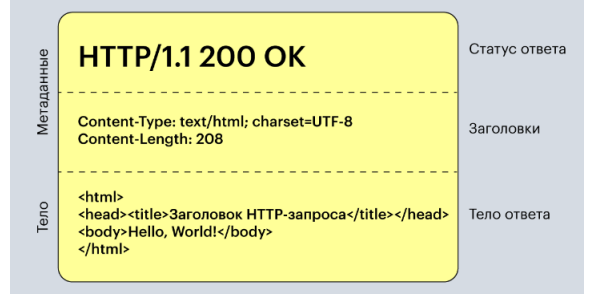 Метаданные
HTTP/1.1 200 OK
Статус ответа
Content-Type: text/html; charset=UTF-8
Content-Length: 208
Заголовки
Тело
<html>
<head><title>Заголовок HTTP-запроса</title></head>
<body>Hello, World!</body>
</html>
Тело ответа